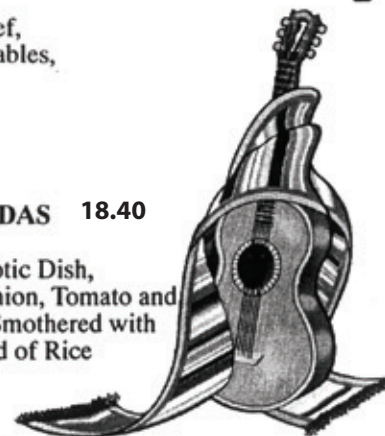 ef,
ables,
DAS 18.40
otic Dish,
nion, Tomato and
Smothered with
d of Rice